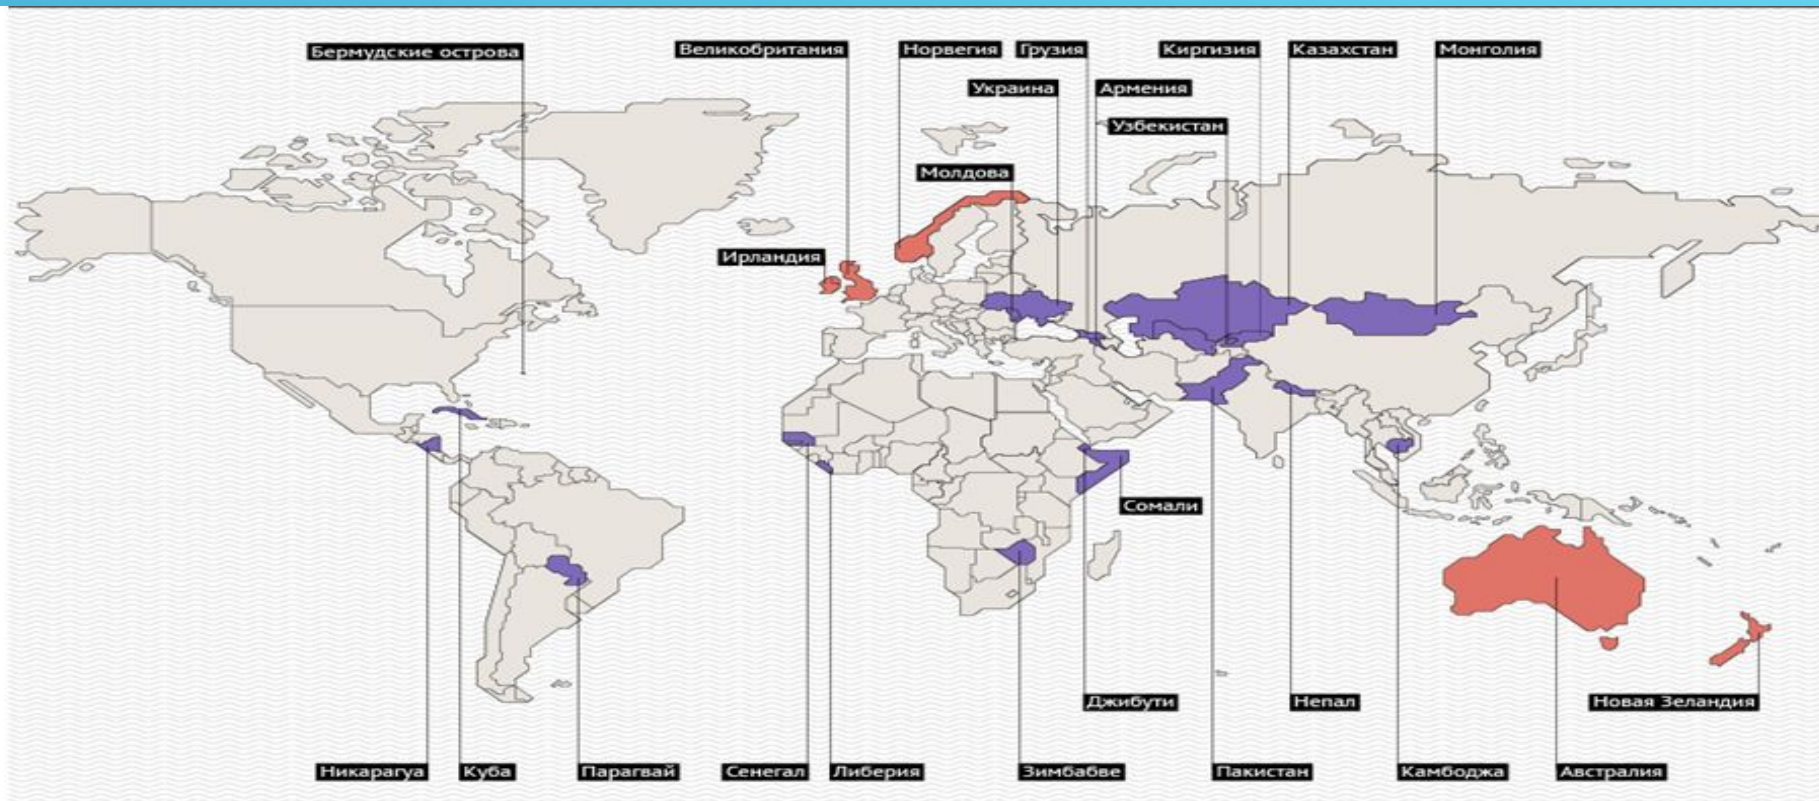 Бермудские острова
Великобритания
Норвегия
Грузия
Киргизия
Казахстан
Монголия
Украина
Армения
Узбекистан
Молдова
Ирландия
Сомали
Джибути
Непал
Новая Зеландия
Никарагуа
Куба
Парагвай
Сенегал
Либерия
Зимбабве
Пакистан
Камбоджа
Австралия